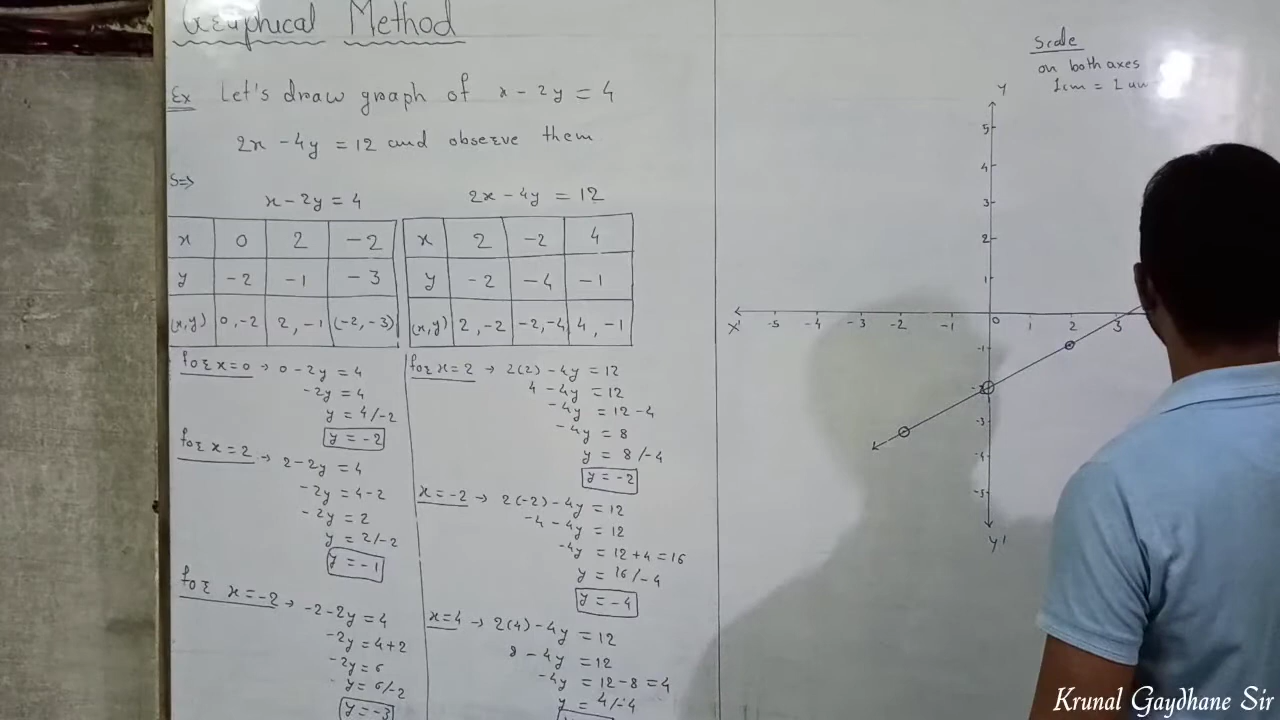 Graphical Method
Ex Let's draw graph of x - 2y = 4
2x - 4y = 12 and observe them
S=>
x - 2y = 4
x 0 2 -2
y -2 -1 -3
(x,y) 0,-2 2,-1 (-2,-3)
for x=0 → 0 - 2y = 4
-2y = 4
y = 4/-2
y = -2
for x=2 → 2 - 2y = 4
-2y = 4-2
-2y = 2
y = 2/-2
y = -1
for x=-2 → -2 - 2y = 4
-2y = 4+2
-2y = 6
y = 6/-2
y = -3
2x - 4y = 12
x 2 -2 4
y -2 -4 -1
(x,y) 2,-2 -2,-4 4,-1
for x=2 → 2(2) - 4y = 12
4 - 4y = 12
-4y = 12 - 4
-4y = 8
y = 8/-4
y = -2
x=-2 → 2(-2) - 4y = 12
-4 - 4y = 12
-4y = 12+4 = 16
y = 16/-4
y = -4
x=4 → 2(4) - 4y = 12
8 - 4y = 12
-4y = 12-8 = 4
y = 4/-4
Scale
on both axes
1cm = 1
Y
5
4
3
2
1
X' -5 -4 -3 -2 -1 0 1 2 3
-1
-2
-3
-4
-5
Y'
Krunal Gaydhane Sir